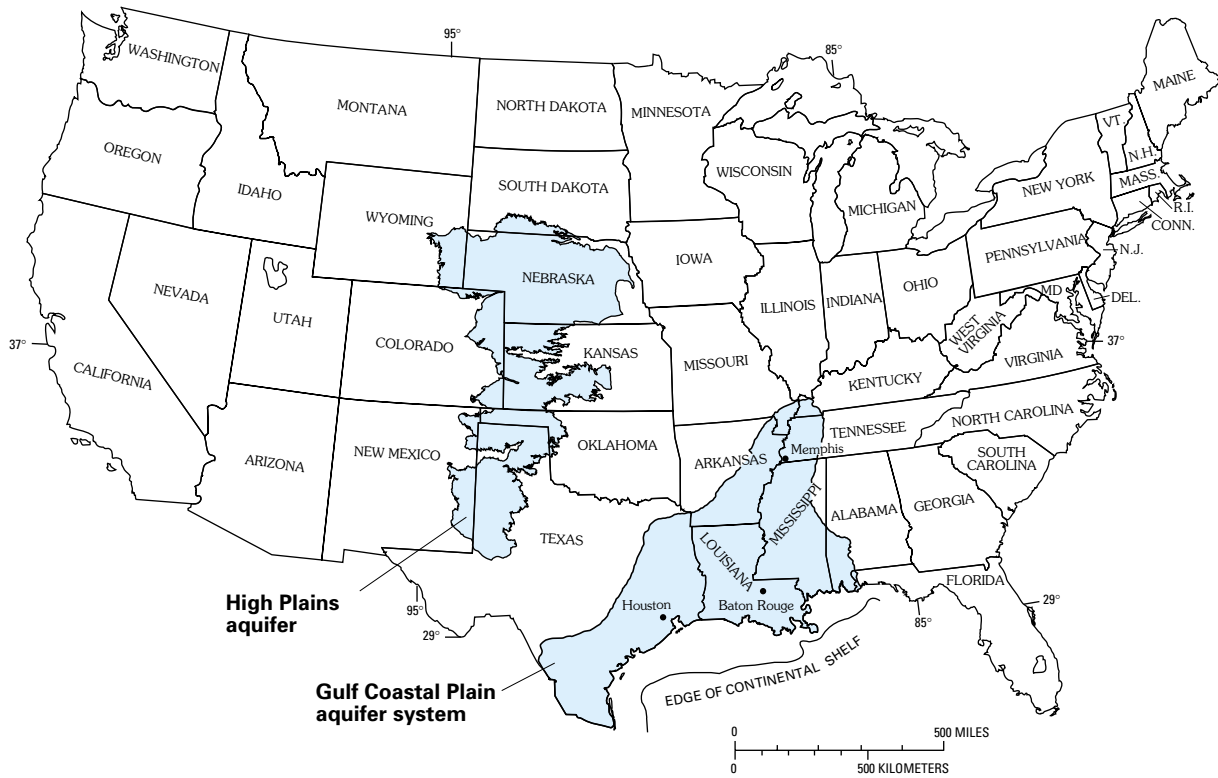 95°
85°
WASHINGTON
MONTANA
NORTH DAKOTA
MINNESOTA
MAINE
VT.
N.H.
OREGON
IDAHO
SOUTH DAKOTA
WISCONSIN
MICHIGAN
NEW YORK
MASS.
R.I.
CONN.
WYOMING
NEBRASKA
IOWA
PENNSYLVANIA
N.J.
NEVADA
UTAH
ILLINOIS
INDIANA
OHIO
MD
DEL.
WEST
VIRGINIA
37°
COLORADO
KANSAS
MISSOURI
VIRGINIA
37°
CALIFORNIA
KENTUCKY
ARIZONA
NEW MEXICO
OKLAHOMA
ARKANSAS
TENNESSEE
Memphis
NORTH CAROLINA
SOUTH
CAROLINA
TEXAS
LOUISIANA
MISSISSIPPI
ALABAMA
GEORGIA
FLORIDA
High Plains
aquifer
95°
29°
Houston
Baton Rouge
85°
29°
Gulf Coastal Plain
aquifer system
EDGE OF CONTINENTAL SHELF
0 500 MILES
0 500 KILOMETERS